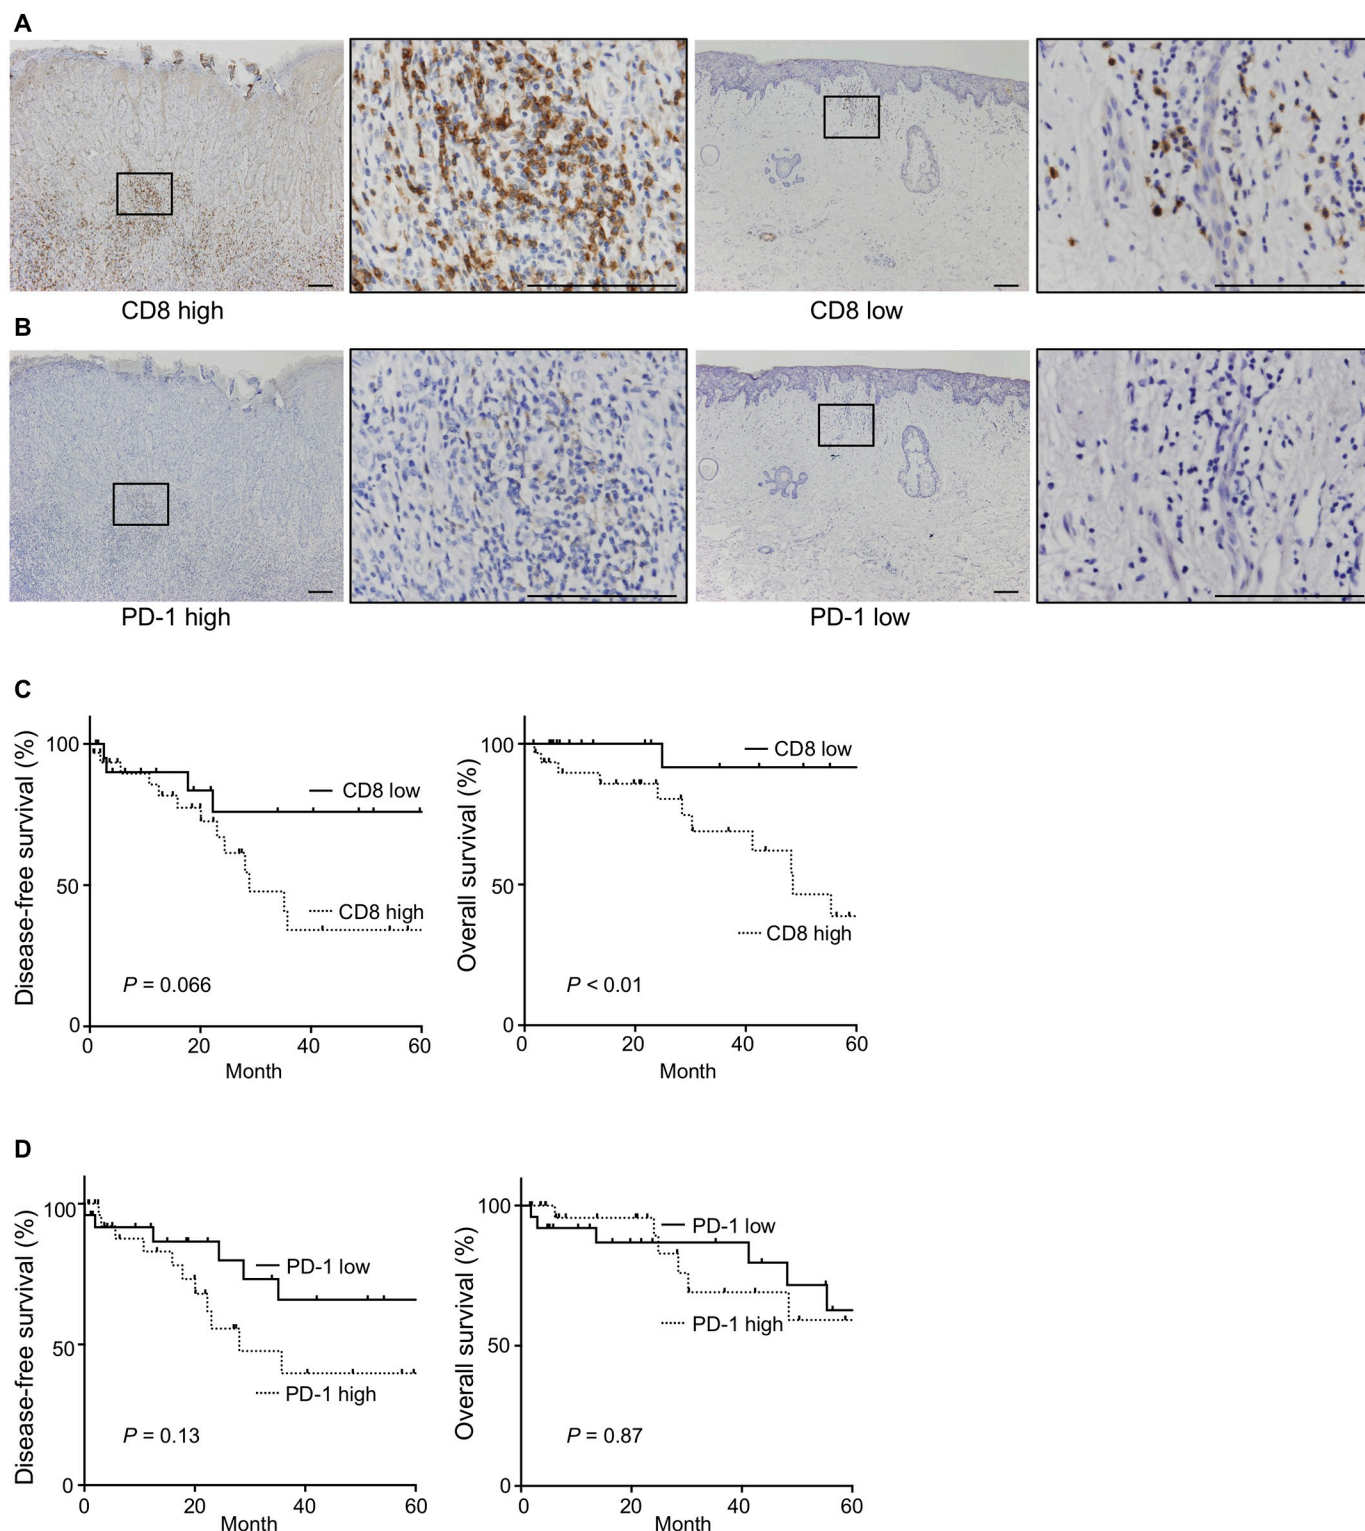 A
CD8 high
CD8 low
B
PD-1 high
PD-1 low
C
Disease-free survival (%)
100
50
0
CD8 low
CD8 high
P = 0.066
0 20 40 60
Month
Overall survival (%)
100
50
0
CD8 low
CD8 high
P < 0.01
0 20 40 60
Month
D
Disease-free survival (%)
100
50
0
PD-1 low
PD-1 high
P = 0.13
0 20 40 60
Month
Overall survival (%)
100
50
0
PD-1 low
PD-1 high
P = 0.87
0 20 40 60
Month